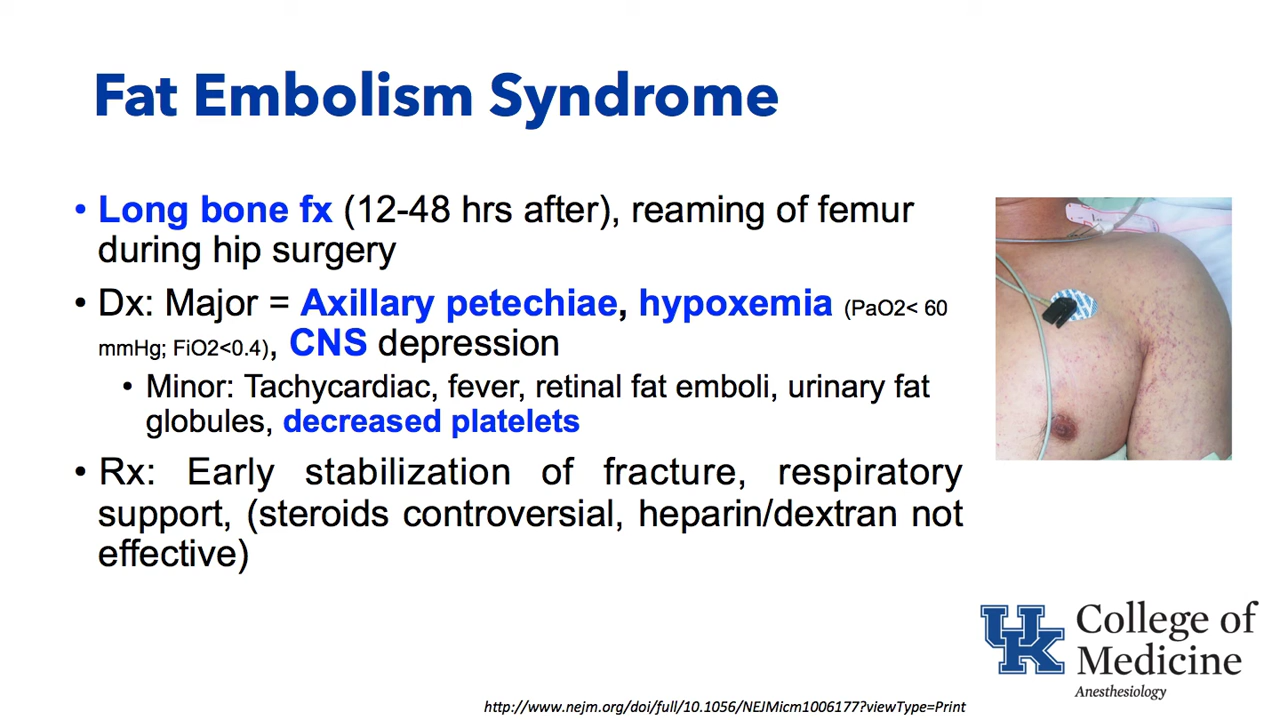 Fat Embolism Syndrome
• Long bone fx (12-48 hrs after), reaming of femur
during hip surgery
• Dx: Major = Axillary petechiae, hypoxemia (PaO2< 60
mmHg; FiO2<0.4), CNS depression
• Minor: Tachycardiac, fever, retinal fat emboli, urinary fat
globules, decreased platelets
• Rx: Early stabilization of fracture, respiratory
support, (steroids controversial, heparin/dextran not
effective)
UK College of
Medicine
Anesthesiology
http://www.nejm.org/doi/full/10.1056/NEJMicm1006177?viewType=Print